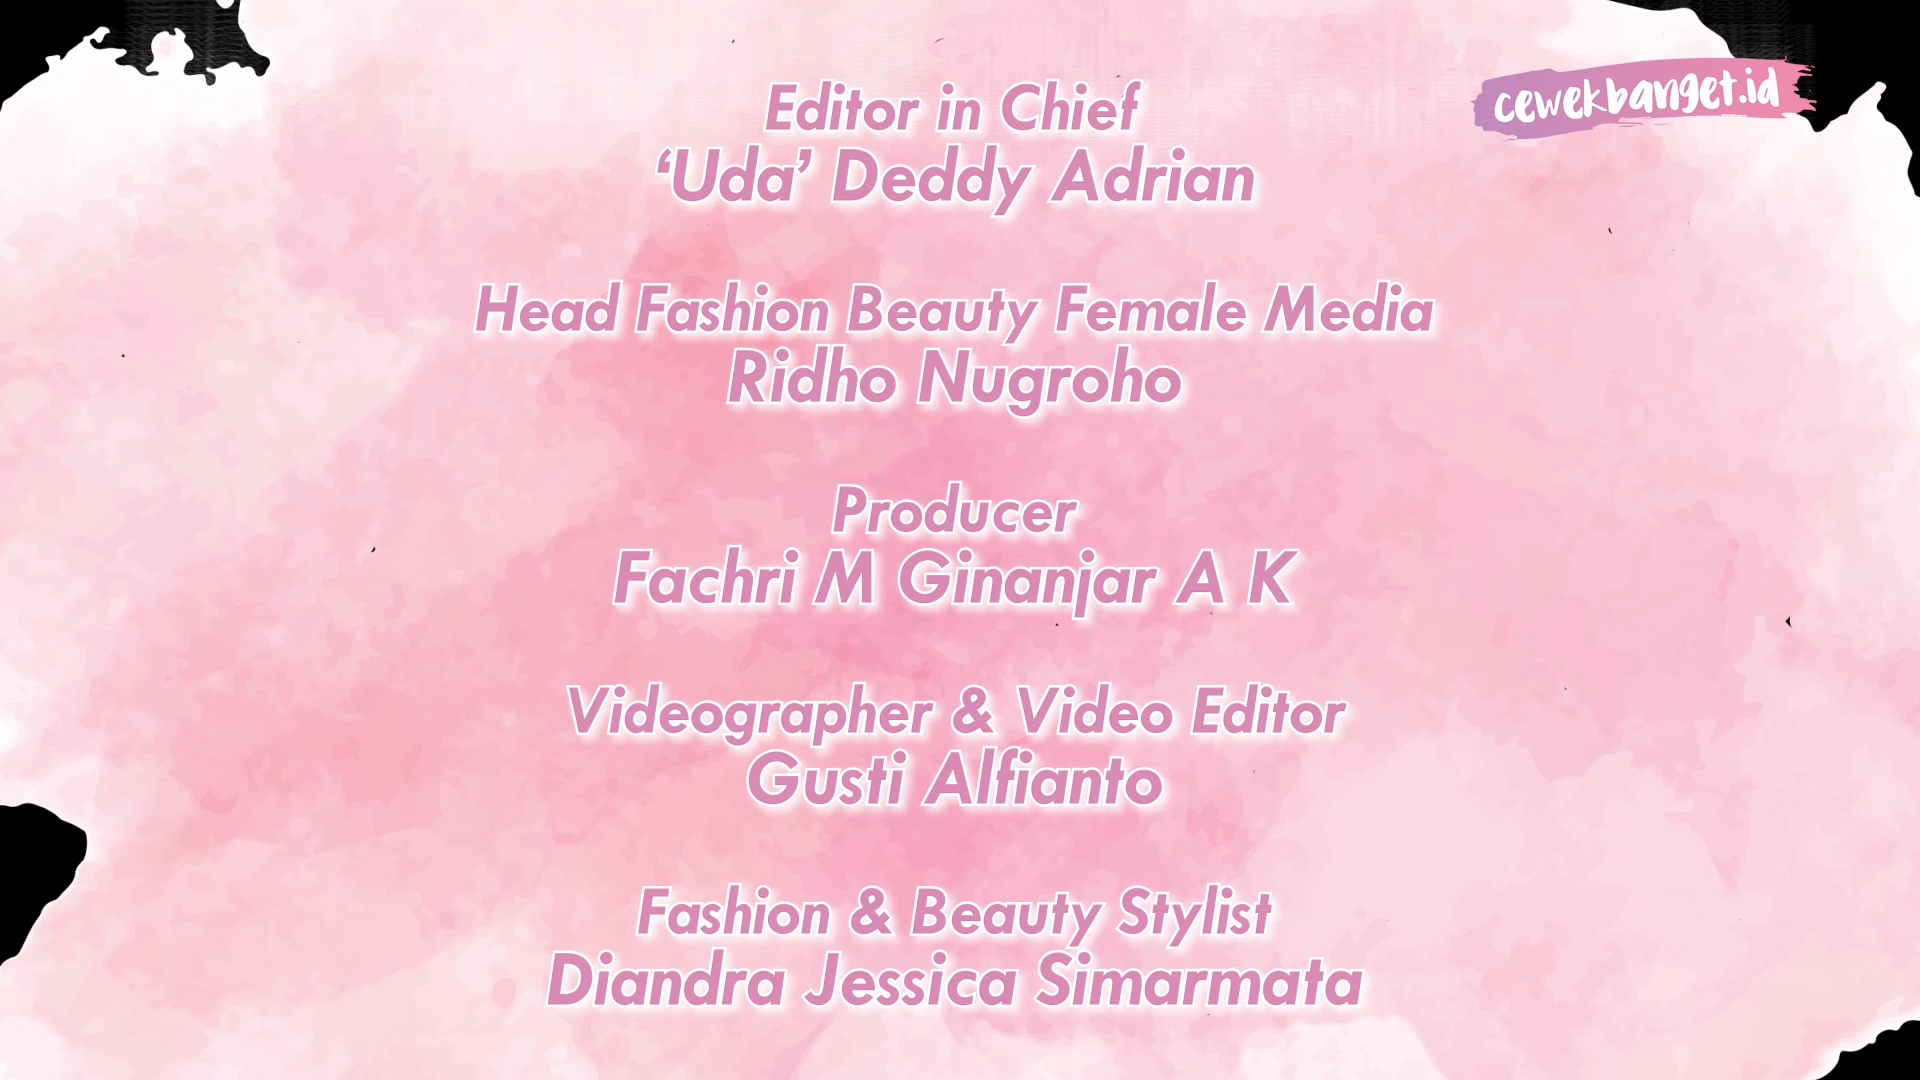 cewekbanget.id
Editor in Chief
‘Uda’ Deddy Adrian
Head Fashion Beauty Female Media
Ridho Nugroho
Producer
Fachri M Ginanjar A K
Videographer & Video Editor
Gusti Alfianto
Fashion & Beauty Stylist
Diandra Jessica Simarmata